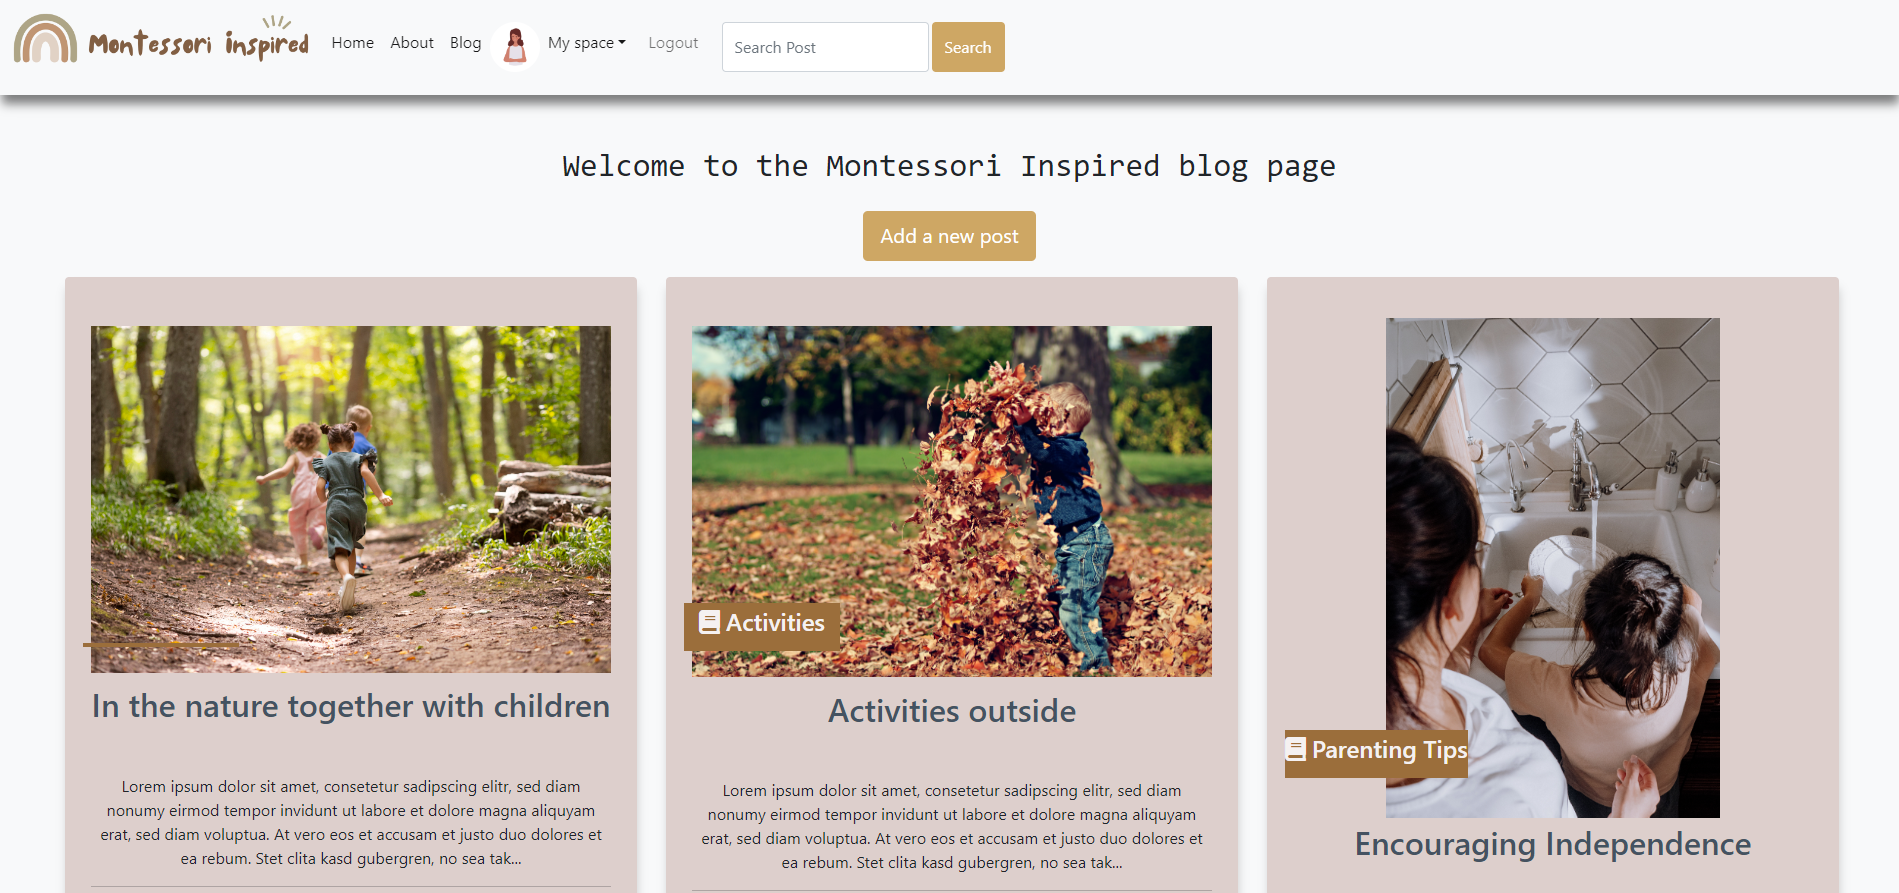 Montessori inspired
Home About Blog My space Logout Search Post Search
Welcome to the Montessori Inspired blog page
Add a new post
In the nature together with children
Lorem ipsum dolor sit amet, consetetur sadipscing elitr, sed diam
nonumy eirmod tempor invidunt ut labore et dolore magna aliquyam
erat, sed diam voluptua. At vero eos et accusam et justo duo dolores et
ea rebum. Stet clita kasd gubergren, no sea tak...
Activities
Activities outside
Lorem ipsum dolor sit amet, consetetur sadipscing elitr, sed diam
nonumy eirmod tempor invidunt ut labore et dolore magna aliquyam
erat, sed diam voluptua. At vero eos et accusam et justo duo dolores et
ea rebum. Stet clita kasd gubergren, no sea tak...
Parenting Tips
Encouraging Independence